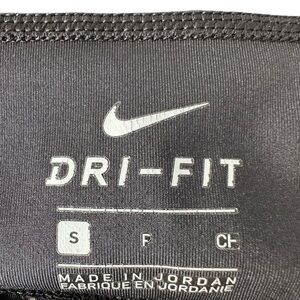 DRI-FIT
S P CH
MADE IN JORDAN
FABRIQUÉ EN JORDANIE